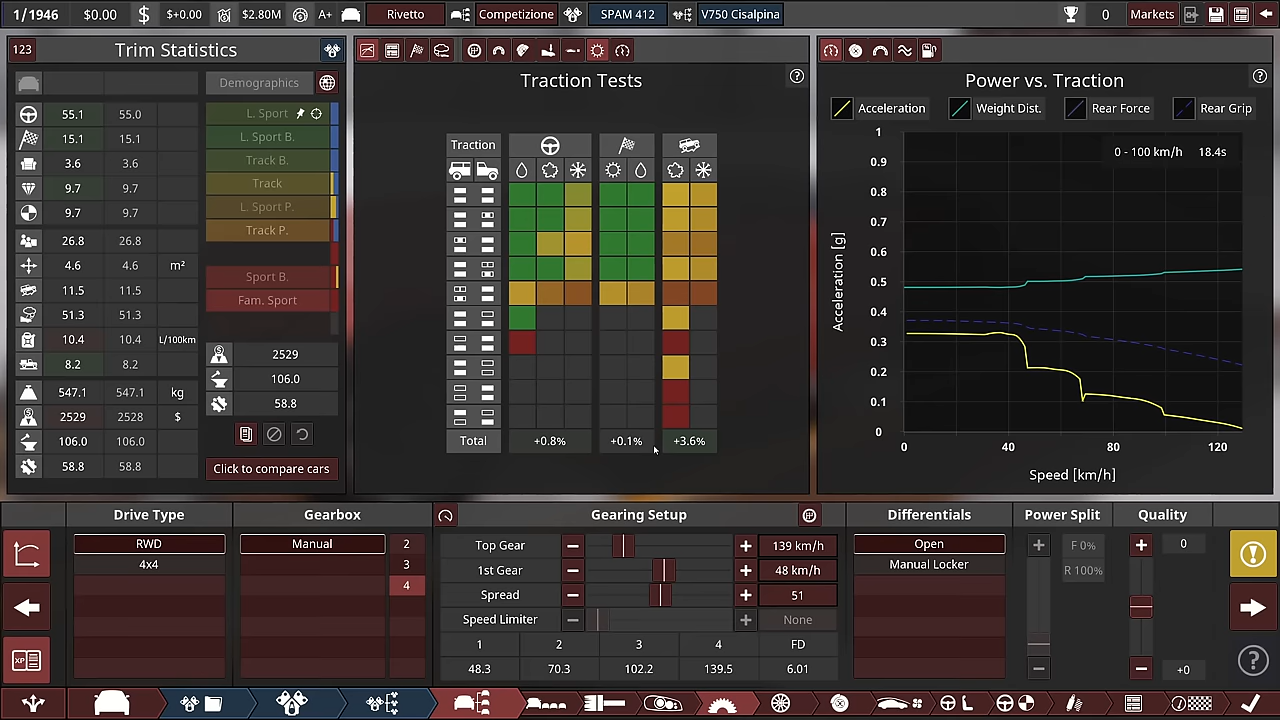 1/1946 $0.00 $+0.00 $2.80M A+ Rivetto Competizione SPAM 412 V750 Cisalpina 0 Markets
123 Trim Statistics
Demographics
55.1 55.0 L. Sport
15.1 15.1 L. Sport B.
3.6 3.6 Track B.
9.7 9.7 Track
9.7 9.7 L. Sport P.
26.8 26.8 Track P.
4.6 4.6 m²
11.5 11.5 Sport B.
51.3 51.3 Fam. Sport
10.4 10.4 L/100km
8.2 8.2 2529
547.1 547.1 kg 106.0
2529 2528 $ 58.8
106.0 106.0
58.8 58.8 Click to compare cars
Traction Tests
Traction
Total +0.8% +0.1% +3.6%
Power vs. Traction
Acceleration Weight Dist. Rear Force Rear Grip
0 - 100 km/h 18.4s
1
0.9
0.8
0.7
0.6
0.5
0.4
0.3
0.2
0.1
0
Acceleration [g]
0 40 80 120
Speed [km/h]
Drive Type Gearbox Gearing Setup Differentials Power Split Quality
RWD Manual 2 Top Gear 139 km/h Open F 0% 0
4x4 3 1st Gear 48 km/h Manual Locker R 100%
4 Spread 51
Speed Limiter None
1 2 3 4 FD
48.3 70.3 102.2 139.5 6.01 +0
XP